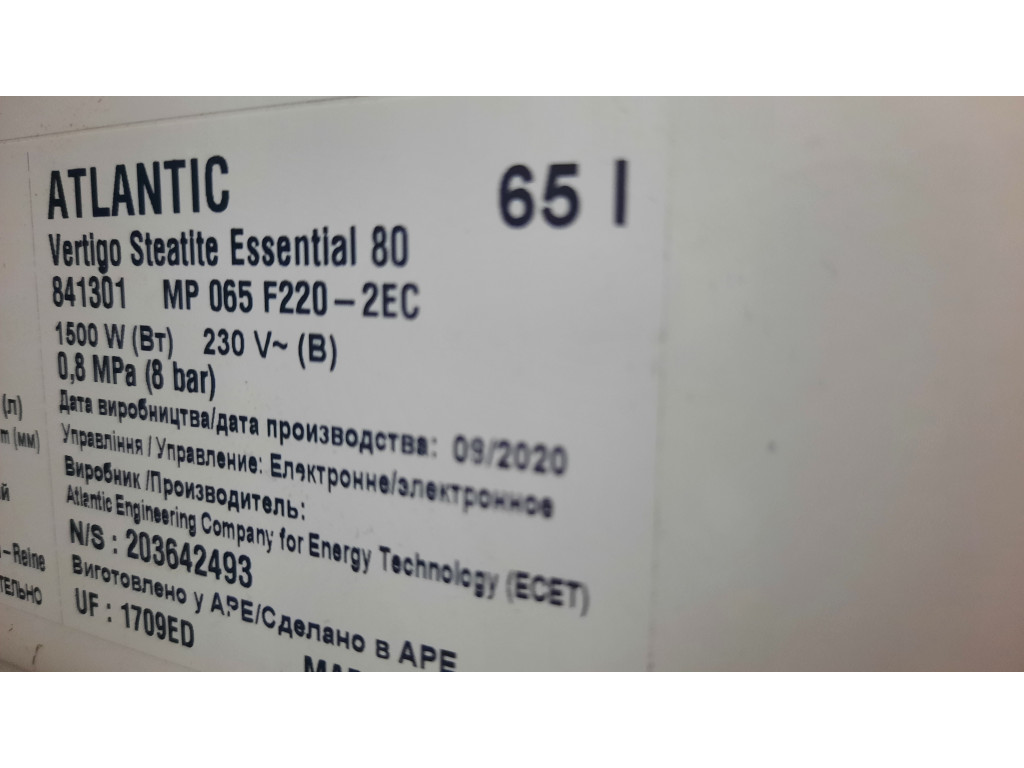 ATLANTIC
65 l
Vertigo Steatite Essential 80
841301 MP 065 F220-2EC
1500 W (Вт) 230 V~ (В)
0,8 MPa (8 bar)
(л)
Дата виробництва/дата производства: 09/2020
m (мм)
Управління / Управление: Електронне/электронное
Виробник /Производитель:
й
Atlantic Engineering Company for Energy Technology (ECET)
N/S : 203642493
-Reine
Виготовлено у АРЕ/Сделано в АРЕ
ТЕЛЬНО
UF : 1709ED